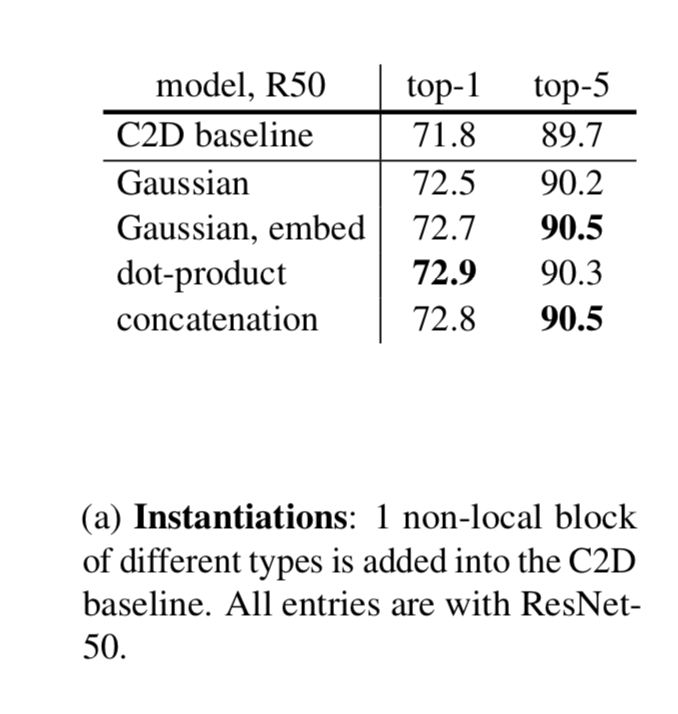 model, R50 top-1 top-5
C2D baseline 71.8 89.7
Gaussian 72.5 90.2
Gaussian, embed 72.7 90.5
dot-product 72.9 90.3
concatenation 72.8 90.5
(a) Instantiations: 1 non-local block
of different types is added into the C2D
baseline. All entries are with ResNet-
50.